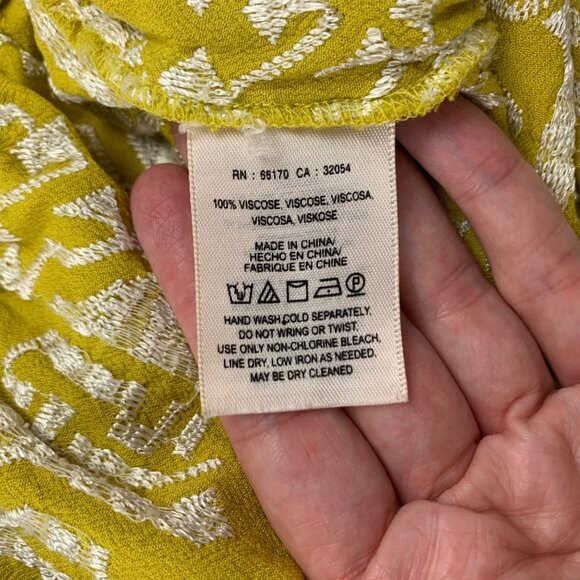 RN : 66170 CA : 32054
100% VISCOSE, VISCOSE, VISCOSA,
VISCOSA, VISKOSE
MADE IN CHINA/
HECHO EN CHINA/
FABRIQUE EN CHINE
P
HAND WASH COLD SEPARATELY.
DO NOT WRING OR TWIST.
USE ONLY NON-CHLORINE BLEACH,
LINE DRY, LOW IRON AS NEEDED.
MAY BE DRY CLEANED